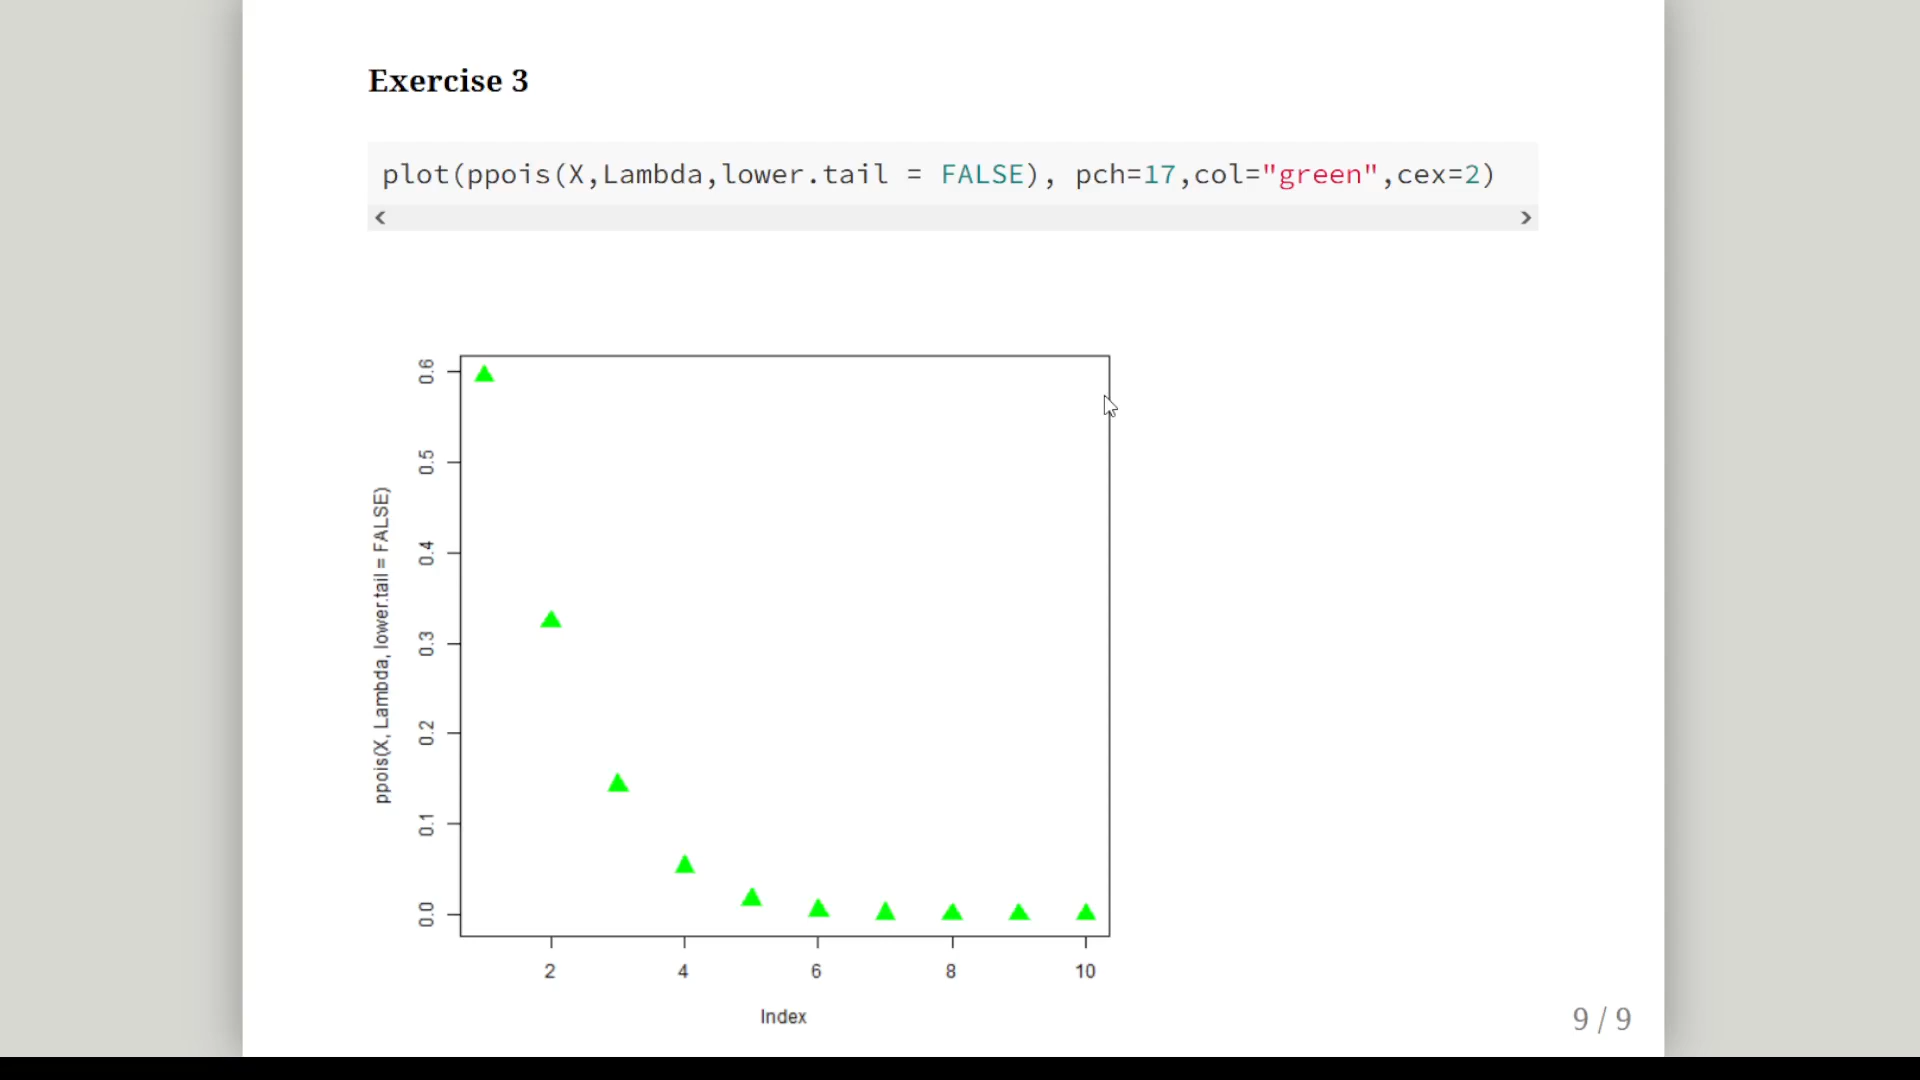 Exercise 3
plot(ppois(X,Lambda,lower.tail = FALSE), pch=17,col="green",cex=2)
ppois(X, Lambda, lower.tail = FALSE)
0.6
0.5
0.4
0.3
0.2
0.1
0.0
2 4 6 8 10
Index
9 / 9